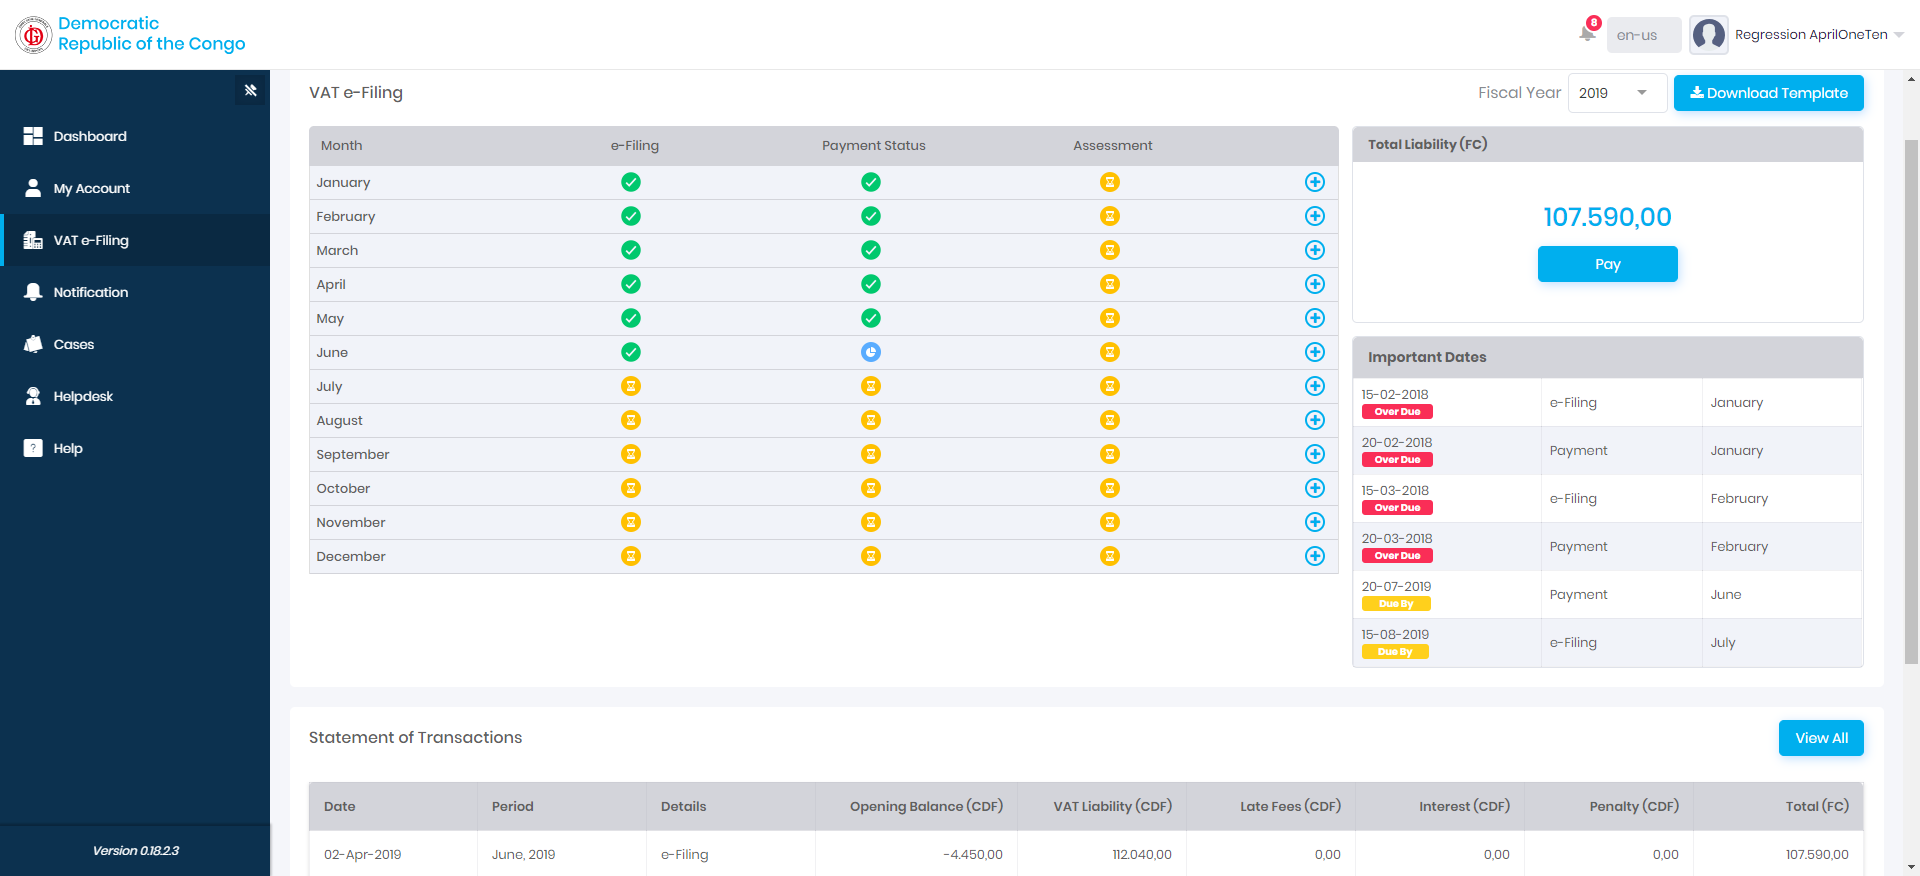 Democratic
Republic of the Congo
8
en-us
Regression AprilOneTen
Dashboard
My Account
VAT e-Filing
Notification
Cases
Helpdesk
? Help
Version 0.18.2.3
VAT e-Filing
Fiscal Year 2019 Download Template
Month e-Filing Payment Status Assessment
January
February
March
April
May
June
July
August
September
October
November
December
Total Liability (FC)
107.590,00
Pay
Important Dates
15-02-2018
Over Due
e-Filing January
20-02-2018
Over Due
Payment January
15-03-2018
Over Due
e-Filing February
20-03-2018
Over Due
Payment February
20-07-2019
Due By
Payment June
15-08-2019
Due By
e-Filing July
Statement of Transactions
View All
Date Period Details Opening Balance (CDF) VAT Liability (CDF) Late Fees (CDF) Interest (CDF) Penalty (CDF) Total (FC)
02-Apr-2019 June, 2019 e-Filing -4.450,00 112.040,00 0,00 0,00 0,00 107.590,00